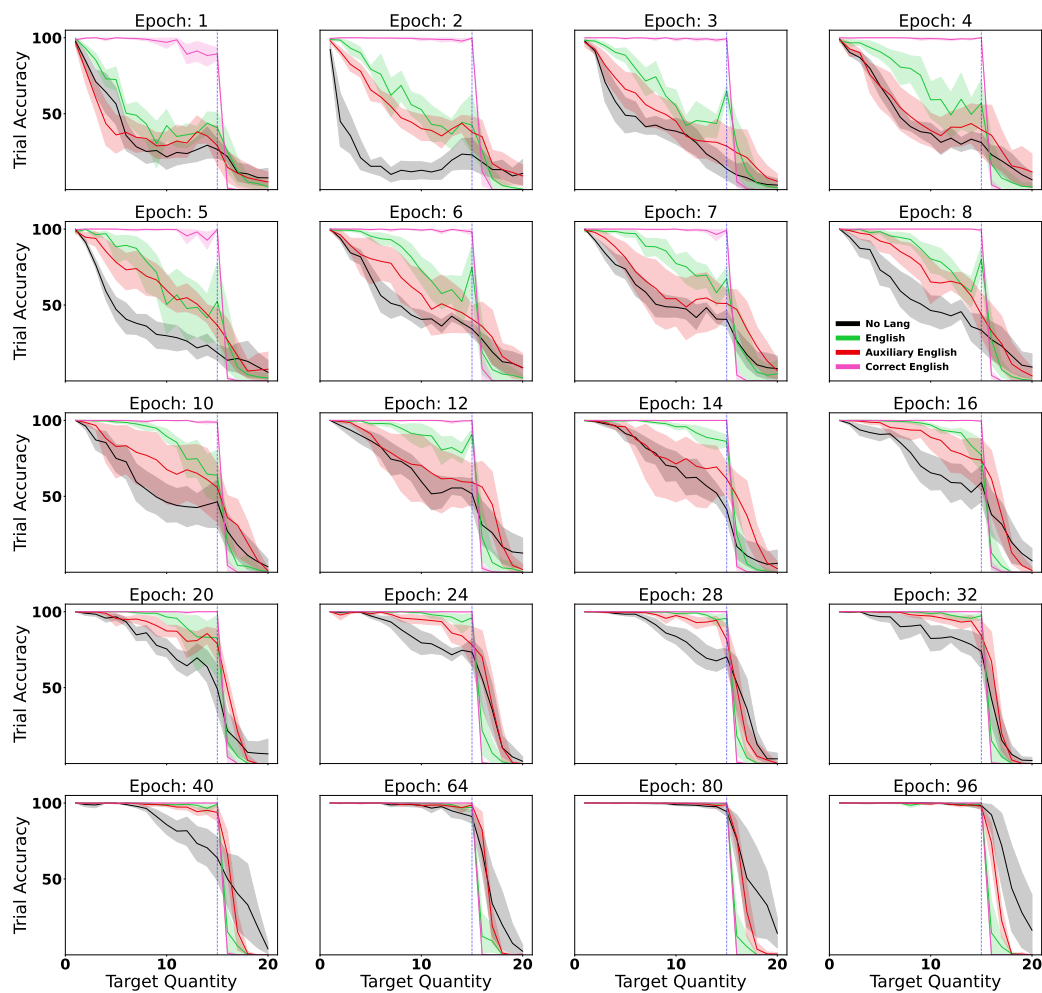 Epoch: 1
Epoch: 2
Epoch: 3
Epoch: 4
Trial Accuracy
100
50
Epoch: 5
Epoch: 6
Epoch: 7
Epoch: 8
Trial Accuracy
100
50
No Lang
English
Auxiliary English
Correct English
Epoch: 10
Epoch: 12
Epoch: 14
Epoch: 16
Trial Accuracy
100
50
Epoch: 20
Epoch: 24
Epoch: 28
Epoch: 32
Trial Accuracy
100
50
Epoch: 40
Epoch: 64
Epoch: 80
Epoch: 96
Trial Accuracy
100
50
0 10 20 0 10 20 0 10 20 0 10 20
Target Quantity Target Quantity Target Quantity Target Quantity